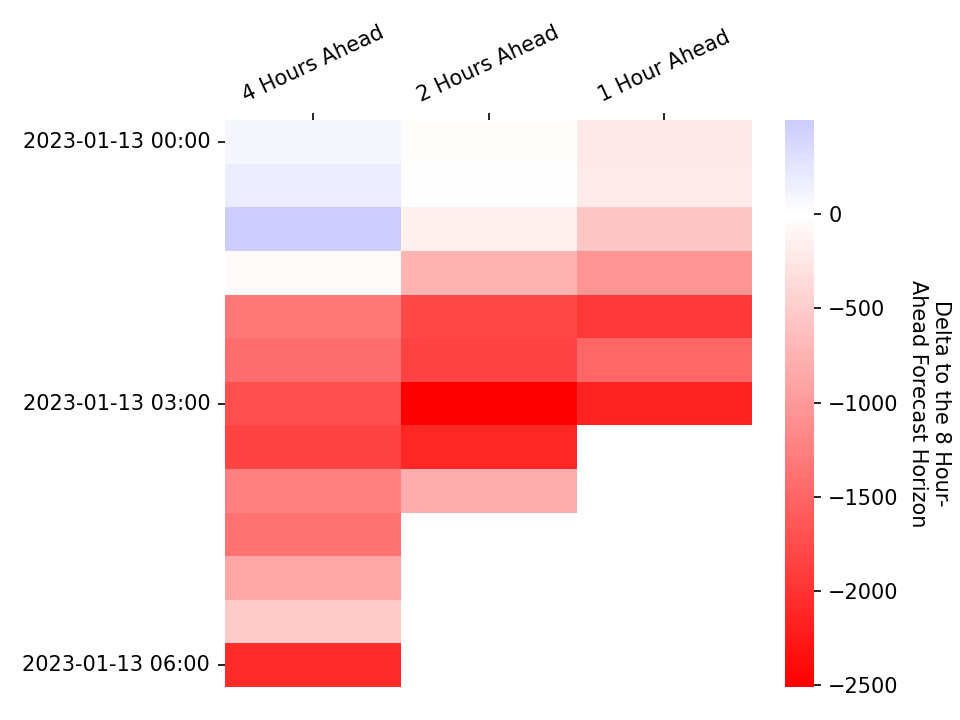 4 Hours Ahead
2 Hours Ahead
1 Hour Ahead
2023-01-13 00:00
2023-01-13 03:00
2023-01-13 06:00
0
−500
−1000
−1500
−2000
−2500
Delta to the 8 Hour-
Ahead Forecast Horizon